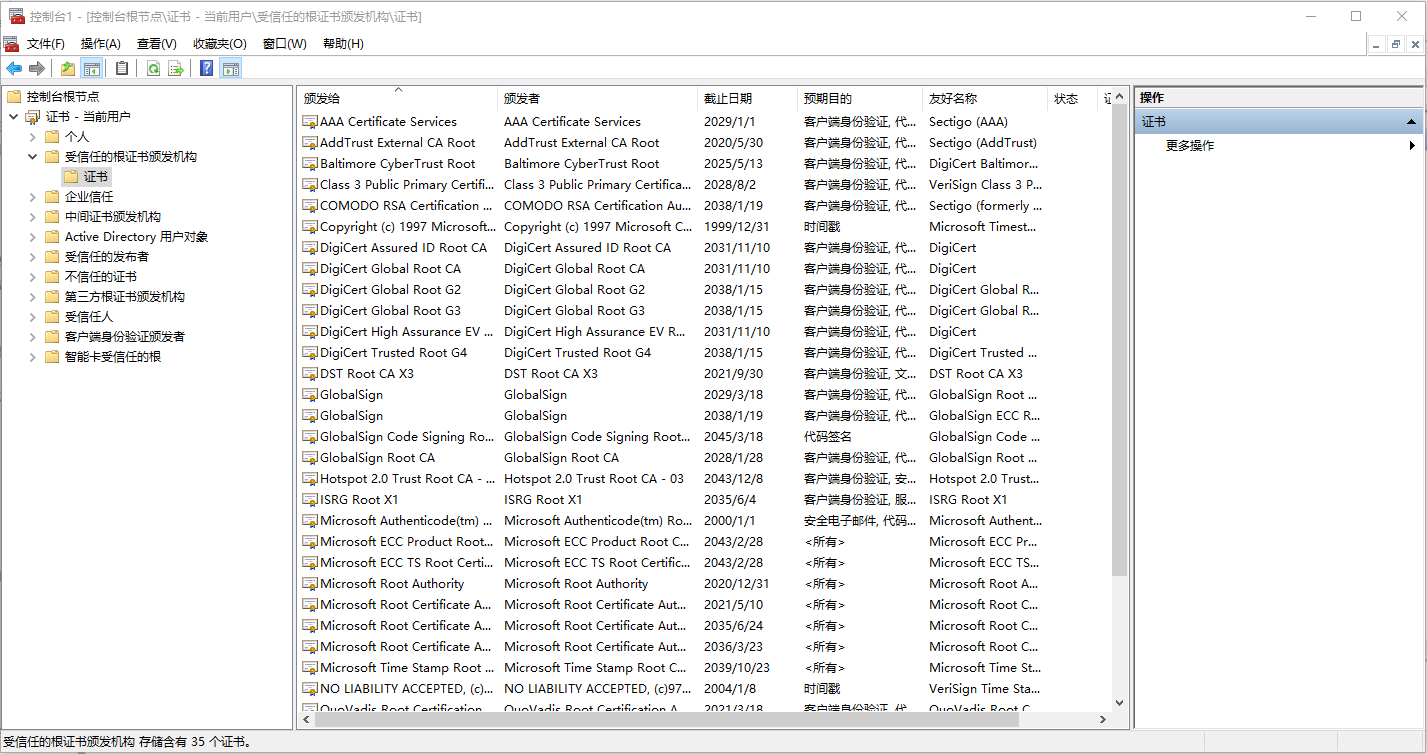 控制台1 - [控制台根节点\证书 - 当前用户\受信任的根证书颁发机构\证书]
文件(F) 操作(A) 查看(V) 收藏夹(O) 窗口(W) 帮助(H)
控制台根节点
证书 - 当前用户
个人
受信任的根证书颁发机构
证书
企业信任
中间证书颁发机构
Active Directory 用户对象
受信任的发布者
不信任的证书
第三方根证书颁发机构
受信任人
客户端身份验证颁发者
智能卡受信任的根
颁发给 颁发者 截止日期 预期目的 友好名称 状态
AAA Certificate Services AAA Certificate Services 2029/1/1 客户端身份验证, 代... Sectigo (AAA)
AddTrust External CA Root AddTrust External CA Root 2020/5/30 客户端身份验证, 代... Sectigo (AddTrust)
Baltimore CyberTrust Root Baltimore CyberTrust Root 2025/5/13 客户端身份验证, 代... DigiCert Baltimor...
Class 3 Public Primary Certifi... Class 3 Public Primary Certifica... 2028/8/2 客户端身份验证, 代... VeriSign Class 3 P...
COMODO RSA Certification ... COMODO RSA Certification Au... 2038/1/19 客户端身份验证, 代... Sectigo (formerly ...
Copyright (c) 1997 Microsoft... Copyright (c) 1997 Microsoft C... 1999/12/31 时间戳 Microsoft Timest...
DigiCert Assured ID Root CA DigiCert Assured ID Root CA 2031/11/10 客户端身份验证, 代... DigiCert
DigiCert Global Root CA DigiCert Global Root CA 2031/11/10 客户端身份验证, 代... DigiCert
DigiCert Global Root G2 DigiCert Global Root G2 2038/1/15 客户端身份验证, 代... DigiCert Global R...
DigiCert Global Root G3 DigiCert Global Root G3 2038/1/15 客户端身份验证, 代... DigiCert Global R...
DigiCert High Assurance EV ... DigiCert High Assurance EV R... 2031/11/10 客户端身份验证, 代... DigiCert
DigiCert Trusted Root G4 DigiCert Trusted Root G4 2038/1/15 客户端身份验证, 代... DigiCert Trusted ...
DST Root CA X3 DST Root CA X3 2021/9/30 客户端身份验证, 文... DST Root CA X3
GlobalSign GlobalSign 2029/3/18 客户端身份验证, 代... GlobalSign Root ...
GlobalSign GlobalSign 2038/1/19 客户端身份验证, 代... GlobalSign ECC R...
GlobalSign Code Signing Ro... GlobalSign Code Signing Root... 2045/3/18 代码签名 GlobalSign Code ...
GlobalSign Root CA GlobalSign Root CA 2028/1/28 客户端身份验证, 代... GlobalSign Root ...
Hotspot 2.0 Trust Root CA - ... Hotspot 2.0 Trust Root CA - 03 2043/12/8 客户端身份验证, 安... Hotspot 2.0 Trust...
ISRG Root X1 ISRG Root X1 2035/6/4 客户端身份验证, 服... ISRG Root X1
Microsoft Authenticode(tm) ... Microsoft Authenticode(tm) Ro... 2000/1/1 安全电子邮件, 代码... Microsoft Authent...
Microsoft ECC Product Root... Microsoft ECC Product Root C... 2043/2/28 <所有> Microsoft ECC Pr...
Microsoft ECC TS Root Certi... Microsoft ECC TS Root Certific... 2043/2/28 <所有> Microsoft ECC TS...
Microsoft Root Authority Microsoft Root Authority 2020/12/31 <所有> Microsoft Root A...
Microsoft Root Certificate A... Microsoft Root Certificate Aut... 2021/5/10 <所有> Microsoft Root C...
Microsoft Root Certificate A... Microsoft Root Certificate Aut... 2035/6/24 <所有> Microsoft Root C...
Microsoft Root Certificate A... Microsoft Root Certificate Aut... 2036/3/23 <所有> Microsoft Root C...
Microsoft Time Stamp Root ... Microsoft Time Stamp Root C... 2039/10/23 <所有> Microsoft Time St...
NO LIABILITY ACCEPTED, (c)... NO LIABILITY ACCEPTED, (c)97... 2004/1/8 时间戳 VeriSign Time Sta...
QuoVadis Root Certification QuoVadis Root Certification A... 2021/3/18 客户端身份验证, 代... QuoVadis Root C...
操作
证书
更多操作
受信任的根证书颁发机构 存储含有 35 个证书。